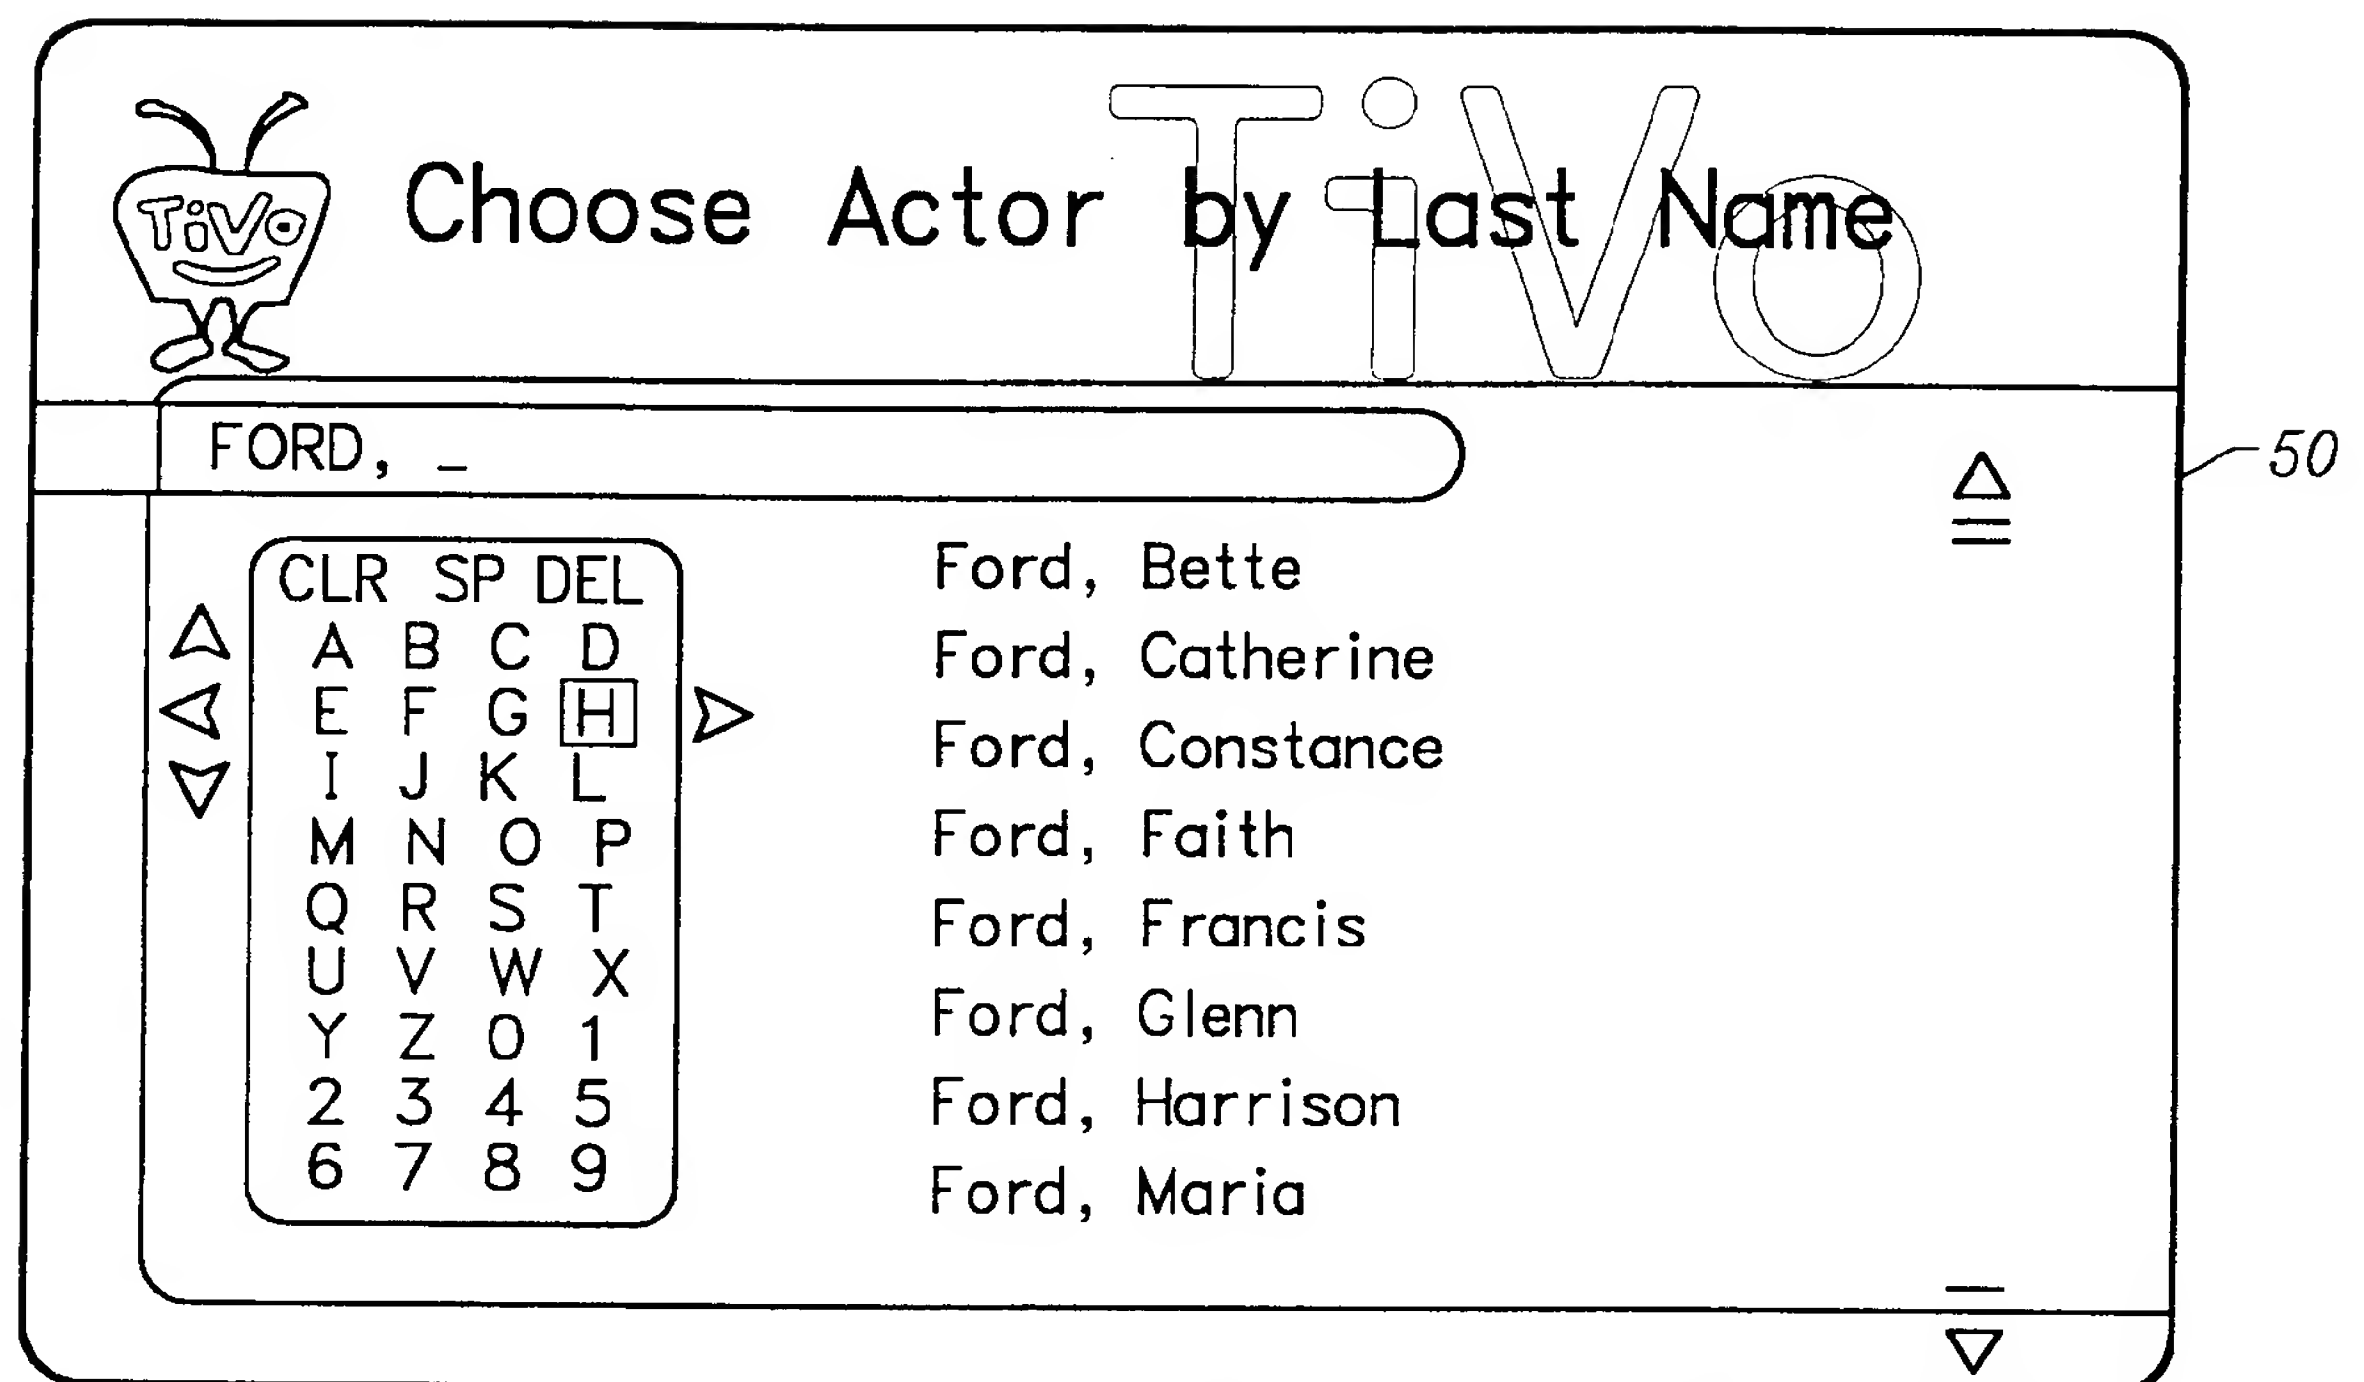 TiVo
TiVo
Choose Actor by Last Name
FORD, _
50
CLR SP DEL
A B C D
E F G H
I J K L
M N O P
Q R S T
U V W X
Y Z 0 1
2 3 4 5
6 7 8 9
Ford, Bette
Ford, Catherine
Ford, Constance
Ford, Faith
Ford, Francis
Ford, Glenn
Ford, Harrison
Ford, Maria